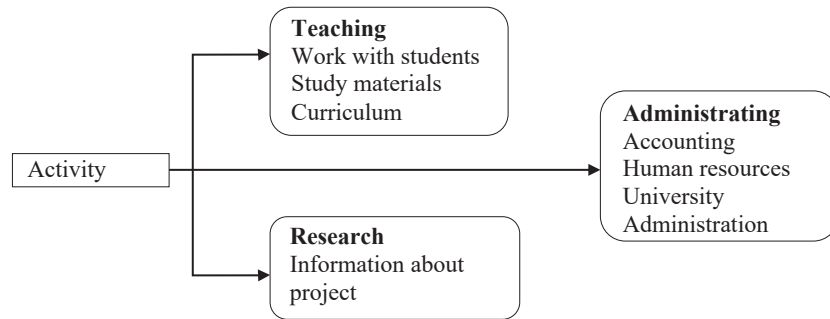 Teaching
Work with students
Study materials
Curriculum
Activity
Administrating
Accounting
Human resources
University
Administration
Research
Information about
project